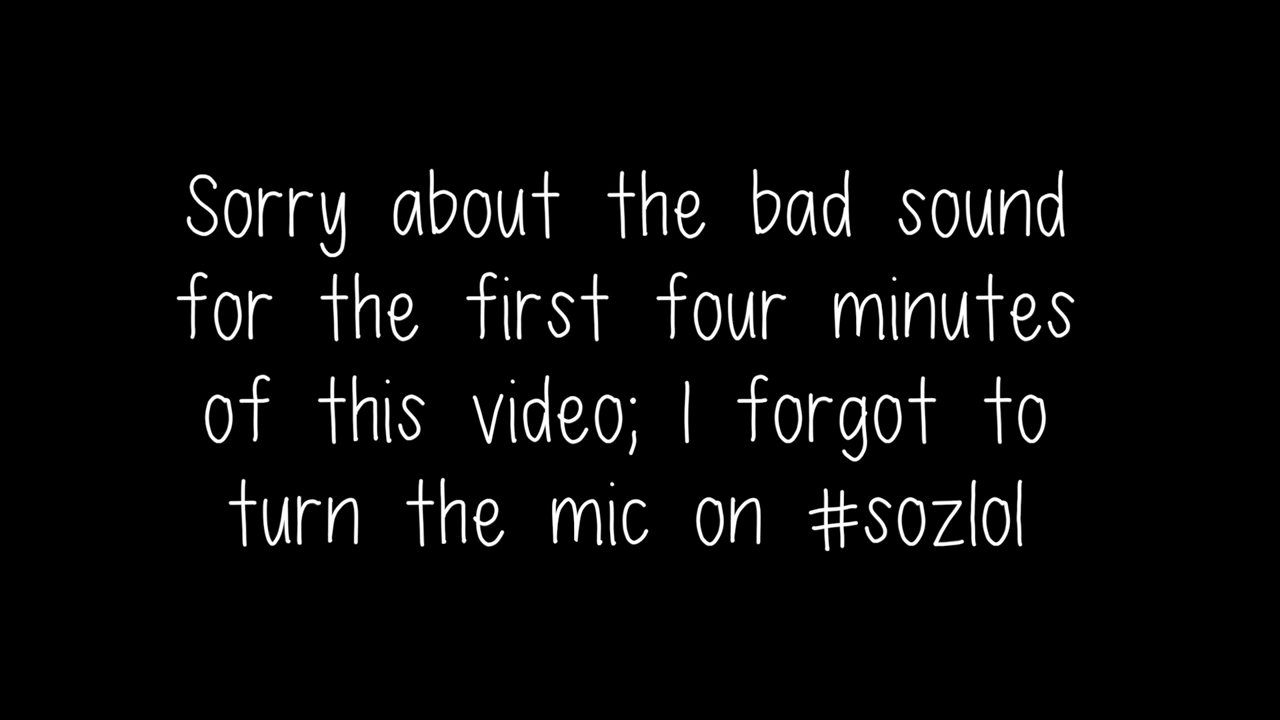 Sorry about the bad sound
for the first four minutes
of this video; I forgot to
turn the mic on #sozlol